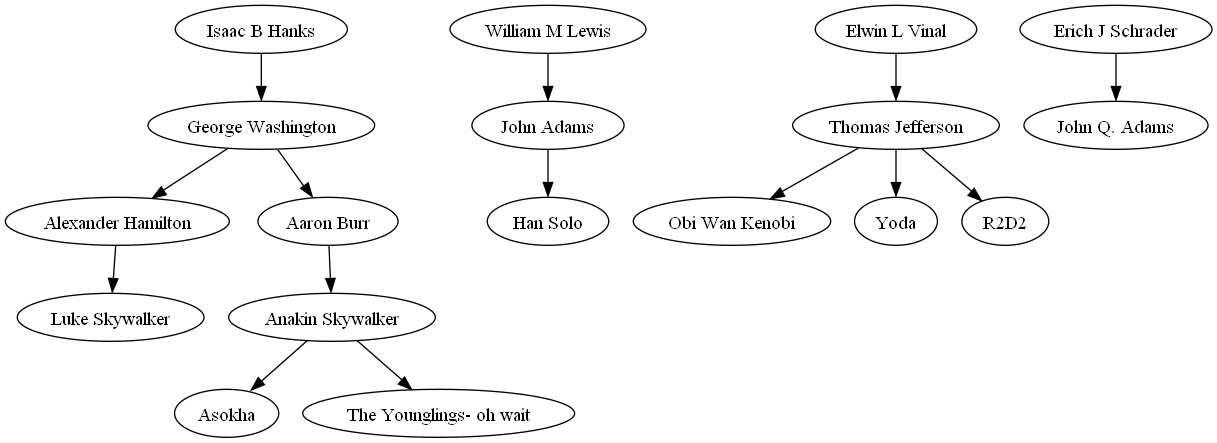 Isaac B Hanks
William M Lewis
Elwin L Vinal
Erich J Schrader
George Washington
John Adams
Thomas Jefferson
John Q. Adams
Alexander Hamilton
Aaron Burr
Han Solo
Obi Wan Kenobi
Yoda
R2D2
Luke Skywalker
Anakin Skywalker
Asokha
The Younglings- oh wait